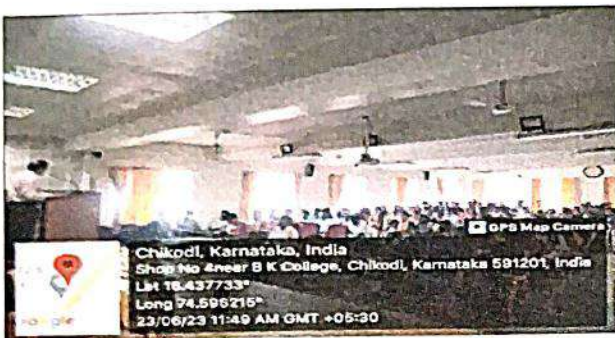 GPS Map Camera
Chikodi, Karnataka, India
Shop No 4near B K College, Chikodi, Karnataka 591201, India
Lat 16.437733°
Long 74.596215°
23/06/23 11:49 AM GMT +05:30